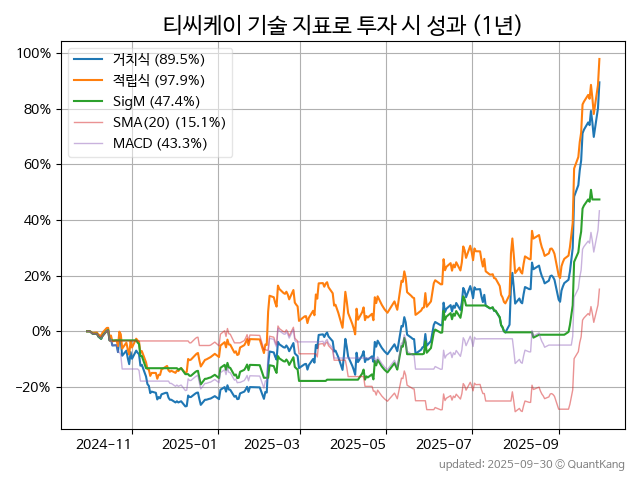 티씨케이 기술 지표로 투자 시 성과 (1년)
거치식 (89.5%)
적립식 (97.9%)
SigM (47.4%)
SMA(20) (15.1%)
MACD (43.3%)
100%
80%
60%
40%
20%
0%
−20%
2024-11 2025-01 2025-03 2025-05 2025-07 2025-09
updated: 2025-09-30 © QuantKang